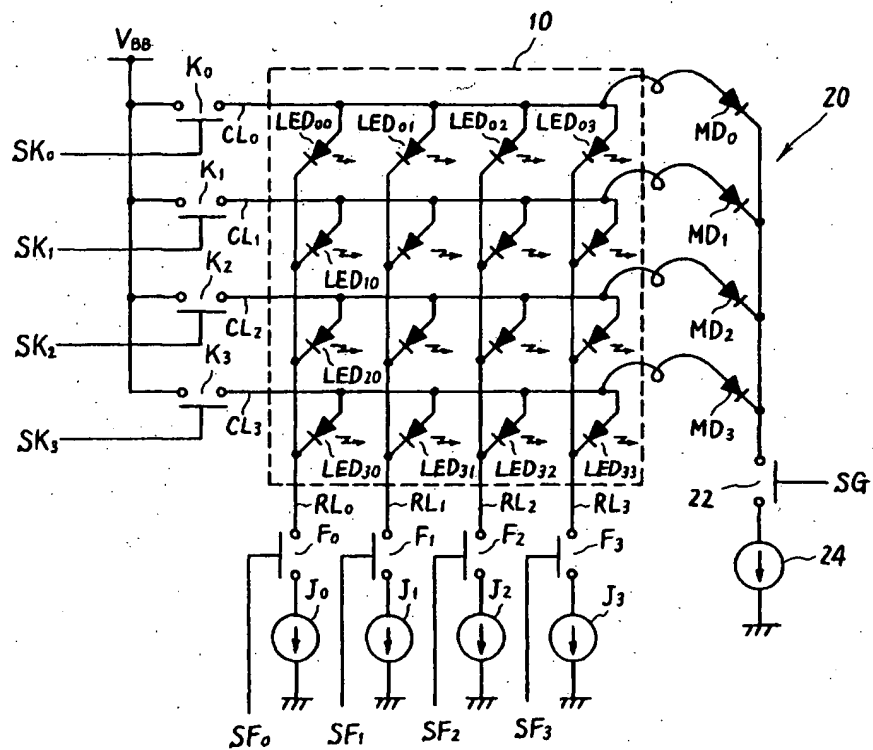 10
V_BB
K₀
20
LED₀₀
LED₀₁
LED₀₂
LED₀₃
MD₀
CL₀
SK₀
K₁
MD₁
SK₁
CL₁
K₂
LED₁₀
MD₂
SK₂
CL₂
K₃
LED₂₀
MD₃
SK₃
CL₃
LED₃₀
LED₃₁
LED₃₂
LED₃₃
22
SG
RL₀
RL₁
RL₂
RL₃
F₀
F₁
F₂
F₃
24
J₀
J₁
J₂
J₃
SF₀
SF₁
SF₂
SF₃